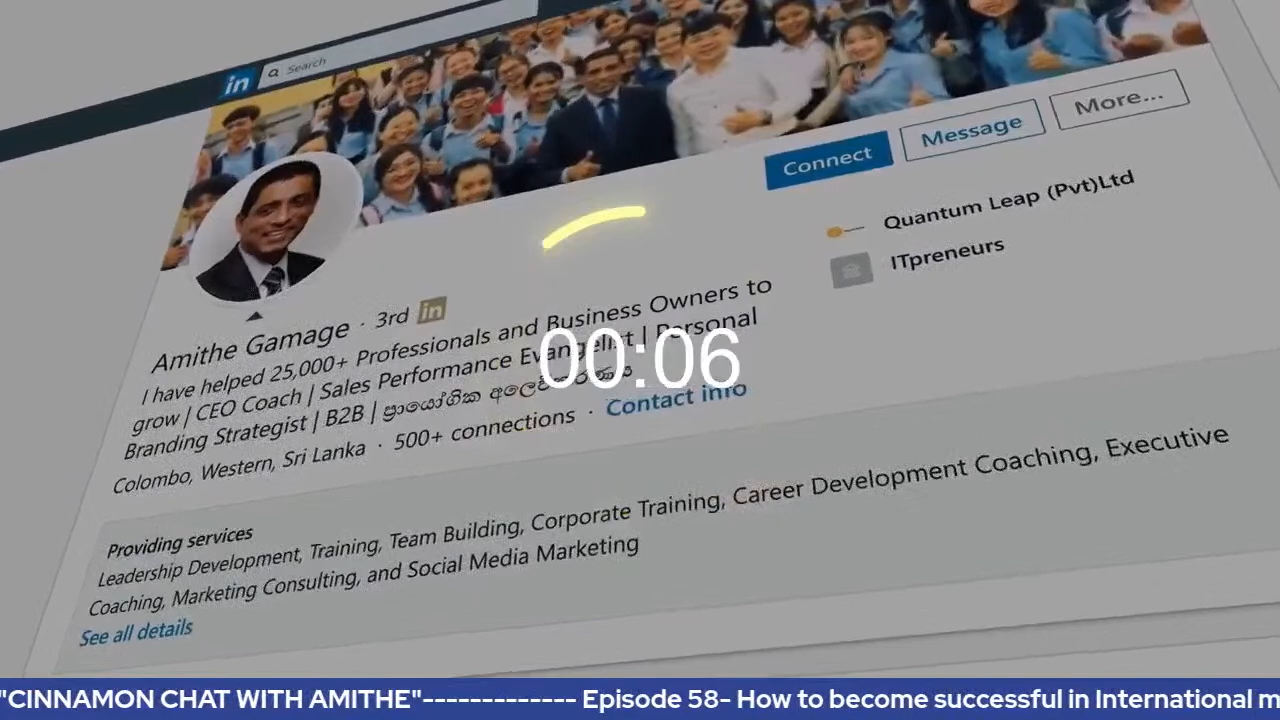 in Search
Connect
Message
More...
Quantum Leap (Pvt)Ltd
ITpreneurs
Amithe Gamage · 3rd in
I have helped 25,000+ Professionals and Business Owners to
grow | CEO Coach | Sales Performance Evangelist | Personal
Branding Strategist | B2B | ප්‍රායෝගික අලෙවිකරණය
Colombo, Western, Sri Lanka · 500+ connections · Contact info
00:06
Providing services
Leadership Development, Training, Team Building, Corporate Training, Career Development Coaching, Executive
Coaching, Marketing Consulting, and Social Media Marketing
See all details
"CINNAMON CHAT WITH AMITHE"------------- Episode 58- How to become successful in International m